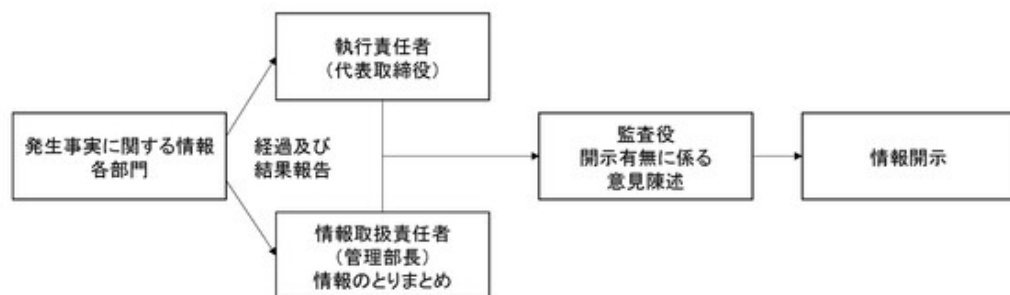 執行責任者
（代表取締役）
発生事実に関する情報
各部門
経過及び
結果報告
監査役
開示有無に係る
意見陳述
情報開示
情報取扱責任者
（管理部長）
情報のとりまとめ